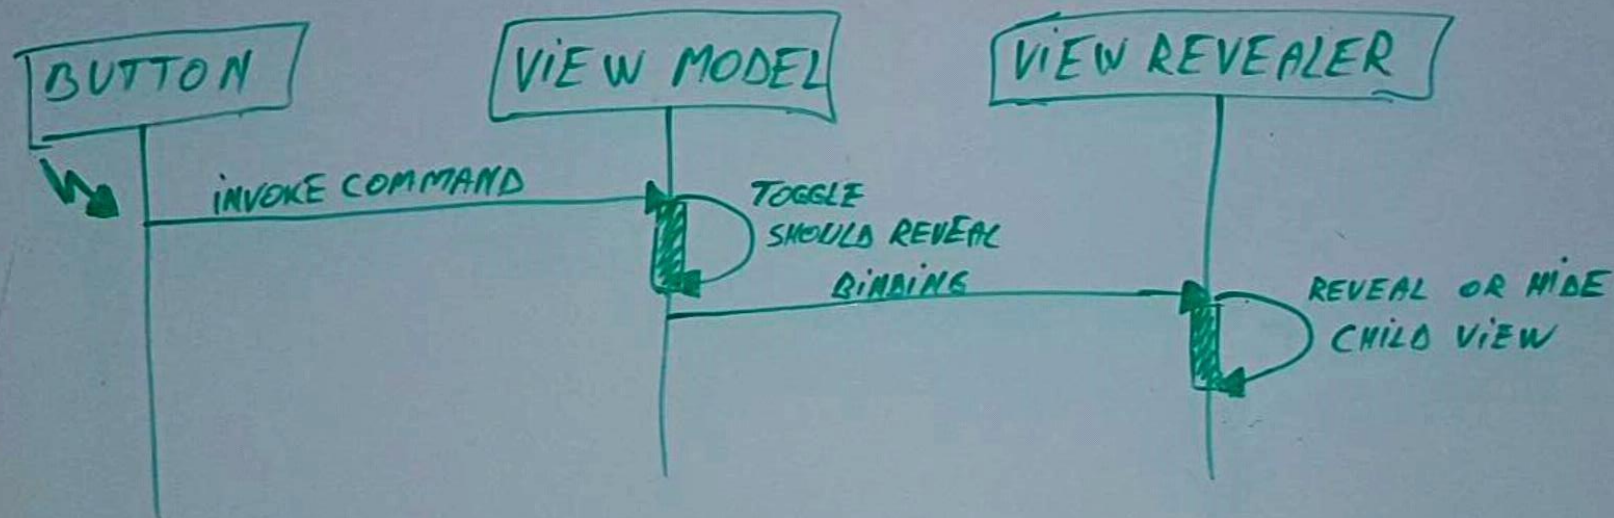 BUTTON
ViEW MODEL
ViEW REVEALER
iNVOKE COMMAND
TOGGLE
SHOULD REVEAL
BiNDiNG
REVEAL OR HiDE
CHiLD ViEW